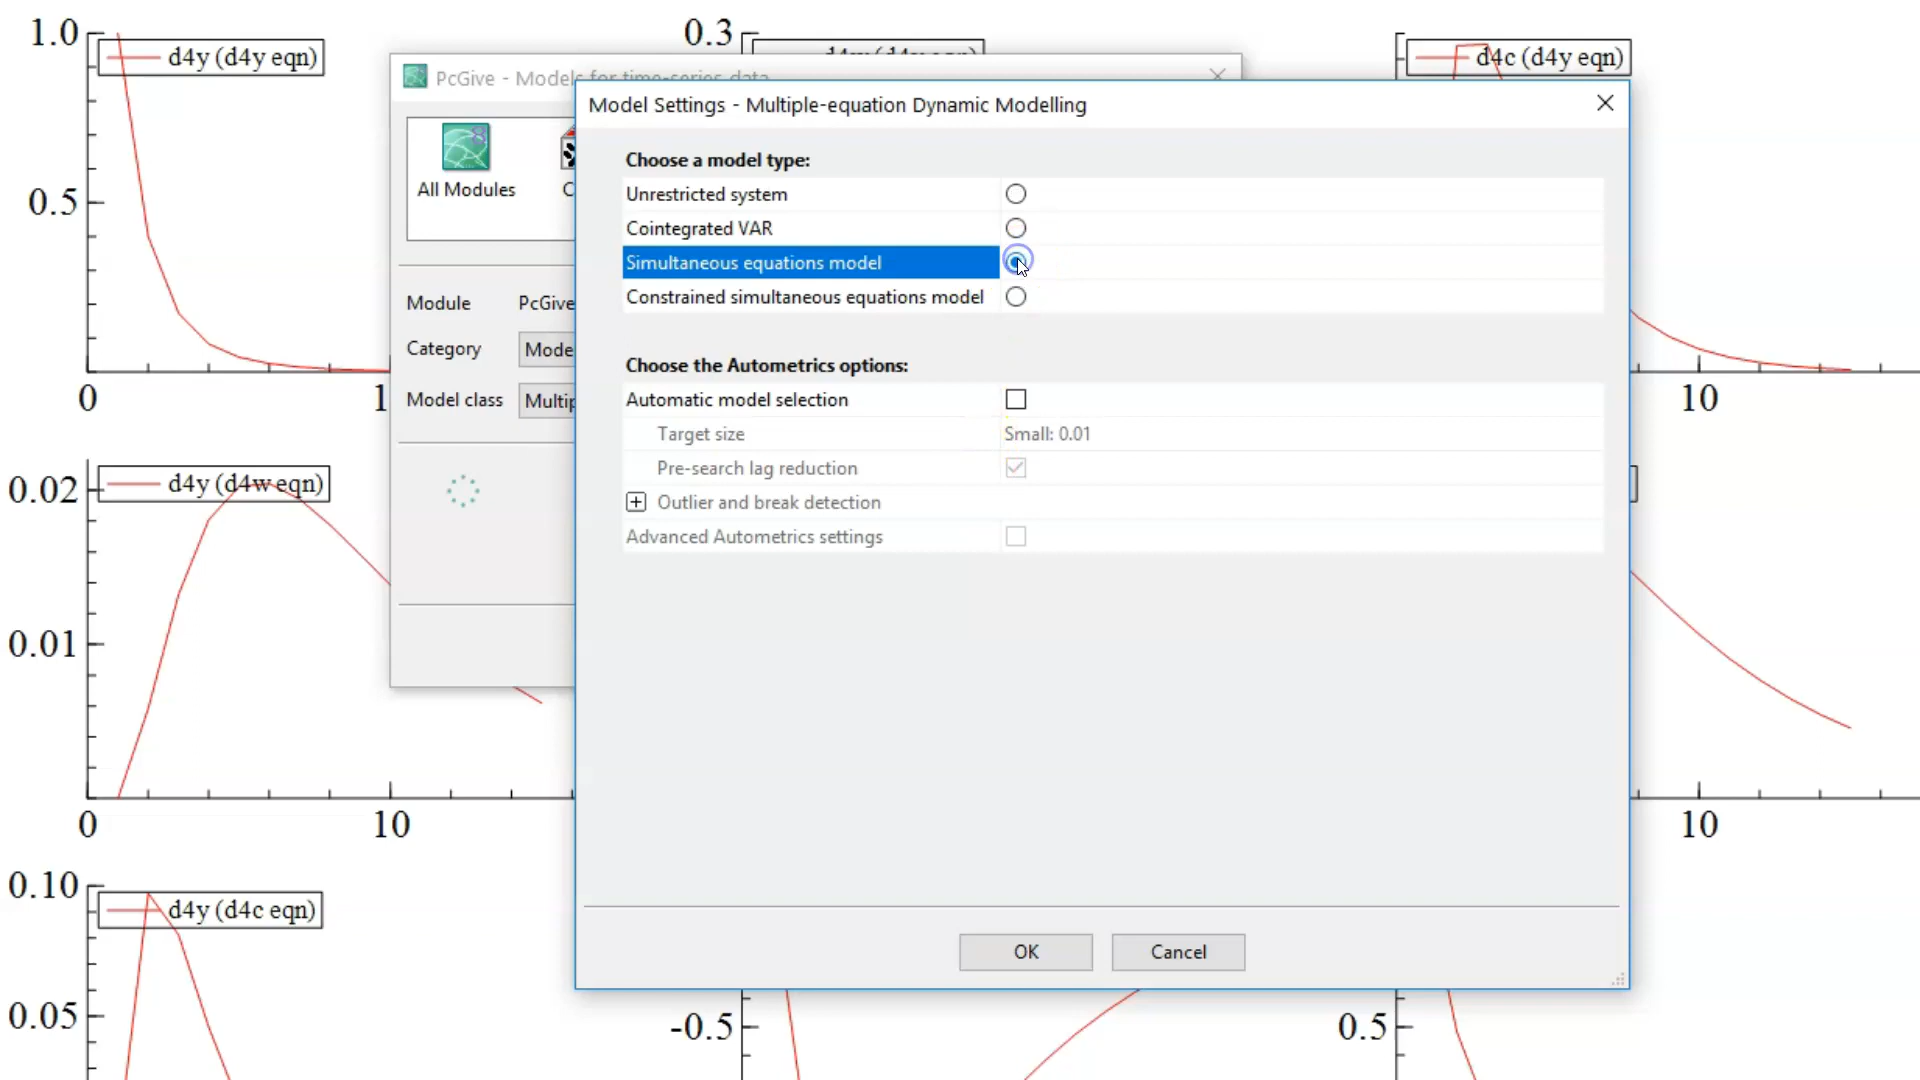 1.0
d4y (d4y eqn)
0.5
0
1
0.3
d4c (d4y eqn)
10
PcGive - Models for time-series data
All Modules
C
Module
PcGive
Category
Mode
Model class
Multip
Model Settings - Multiple-equation Dynamic Modelling
Choose a model type:
Unrestricted system
Cointegrated VAR
Simultaneous equations model
Constrained simultaneous equations model
Choose the Autometrics options:
Automatic model selection
Target size
Small: 0.01
Pre-search lag reduction
Outlier and break detection
Advanced Autometrics settings
OK
Cancel
0.02
d4y (d4w eqn)
0.01
0
10
10
0.10
d4y (d4c eqn)
0.05
-0.5
0.5